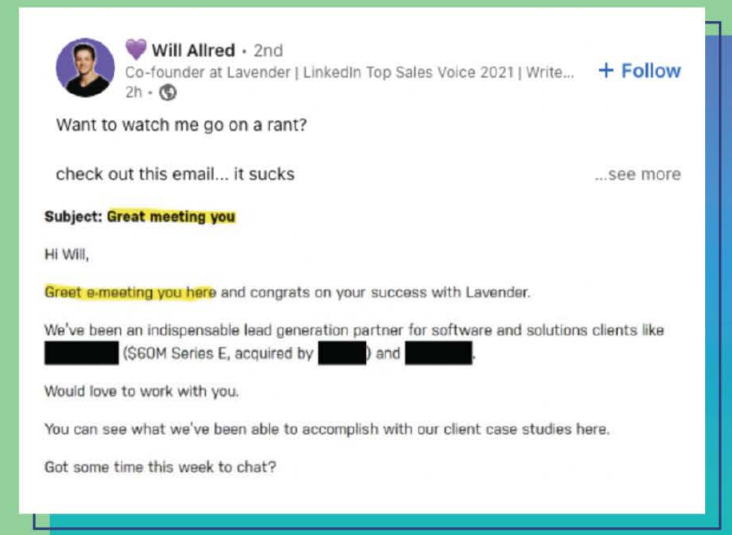 Will Allred · 2nd
Co-founder at Lavender | LinkedIn Top Sales Voice 2021 | Write...
+ Follow
2h ·
Want to watch me go on a rant?
check out this email... it sucks
...see more
Subject: Great meeting you
Hi Will,
Great e-meeting you here and congrats on your success with Lavender.
We've been an indispensable lead generation partner for software and solutions clients like
($60M Series E, acquired by ) and .
Would love to work with you.
You can see what we've been able to accomplish with our client case studies here.
Got some time this week to chat?